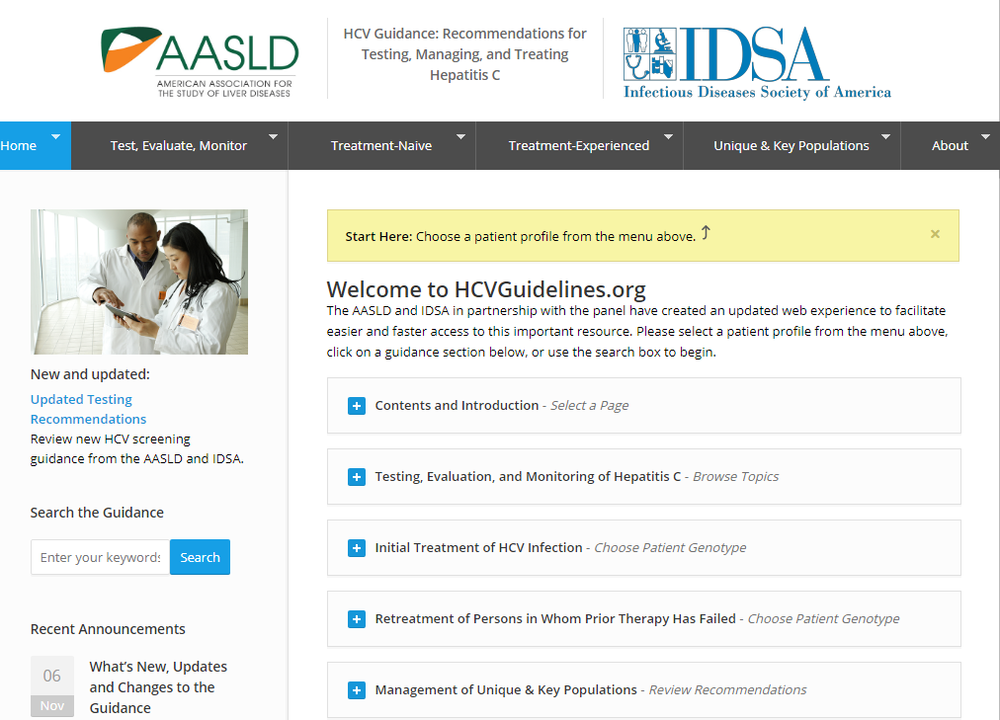 AASLD
AMERICAN ASSOCIATION FOR
THE STUDY OF LIVER DISEASES
HCV Guidance: Recommendations for
Testing, Managing, and Treating
Hepatitis C
IDSA
Infectious Diseases Society of America
Home
Test, Evaluate, Monitor
Treatment-Naive
Treatment-Experienced
Unique & Key Populations
About
New and updated:
Updated Testing
Recommendations
Review new HCV screening
guidance from the AASLD and IDSA.
Search the Guidance
Enter your keywords
Search
Recent Announcements
06
Nov
What’s New, Updates
and Changes to the
Guidance
Start Here: Choose a patient profile from the menu above. ⤴
×
Welcome to HCVGuidelines.org
The AASLD and IDSA in partnership with the panel have created an updated web experience to facilitate
easier and faster access to this important resource. Please select a patient profile from the menu above,
click on a guidance section below, or use the search box to begin.
Contents and Introduction - Select a Page
Testing, Evaluation, and Monitoring of Hepatitis C - Browse Topics
Initial Treatment of HCV Infection - Choose Patient Genotype
Retreatment of Persons in Whom Prior Therapy Has Failed - Choose Patient Genotype
Management of Unique & Key Populations - Review Recommendations